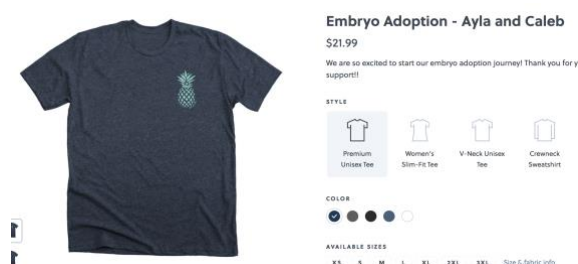 Embryo Adoption - Ayla and Caleb
$21.99
We are so excited to start our embryo adoption journey! Thank you for y
support!!
STYLE
Premium
Unisex Tee
Women's
Slim-Fit Tee
V-Neck Unisex
Tee
Crewneck
Sweatshirt
COLOR
AVAILABLE SIZES
XS S M L XL 2XL 3XL Size & fabric info